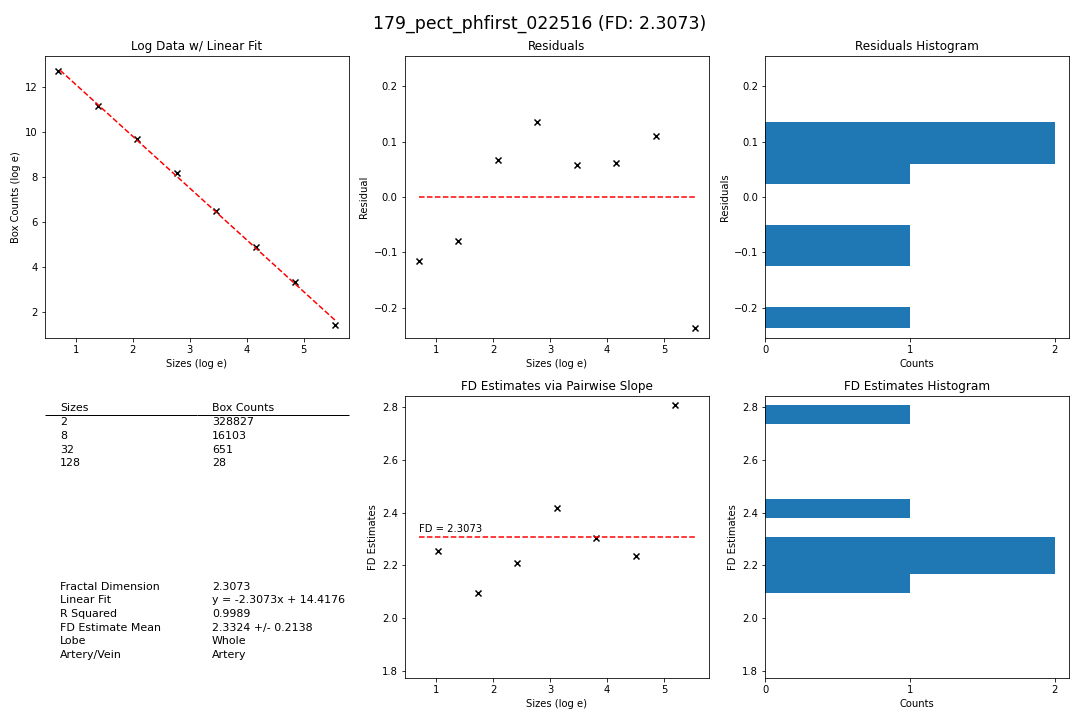 179_pect_phfirst_022516 (FD: 2.3073)
Log Data w/ Linear Fit
Box Counts (log e)
12
10
8
6
4
2
1 2 3 4 5
Sizes (log e)
Residuals
Residual
0.2
0.1
0.0
−0.1
−0.2
1 2 3 4 5
Sizes (log e)
Residuals Histogram
Residuals
0.2
0.1
0.0
−0.1
−0.2
0 1 2
Counts
Sizes Box Counts
2 328827
8 16103
32 651
128 28
Fractal Dimension 2.3073
Linear Fit y = -2.3073x + 14.4176
R Squared 0.9989
FD Estimate Mean 2.3324 +/- 0.2138
Lobe Whole
Artery/Vein Artery
FD Estimates via Pairwise Slope
FD Estimates
2.8
2.6
2.4
2.2
2.0
1.8
FD = 2.3073
1 2 3 4 5
Sizes (log e)
FD Estimates Histogram
FD Estimates
2.8
2.6
2.4
2.2
2.0
1.8
0 1 2
Counts